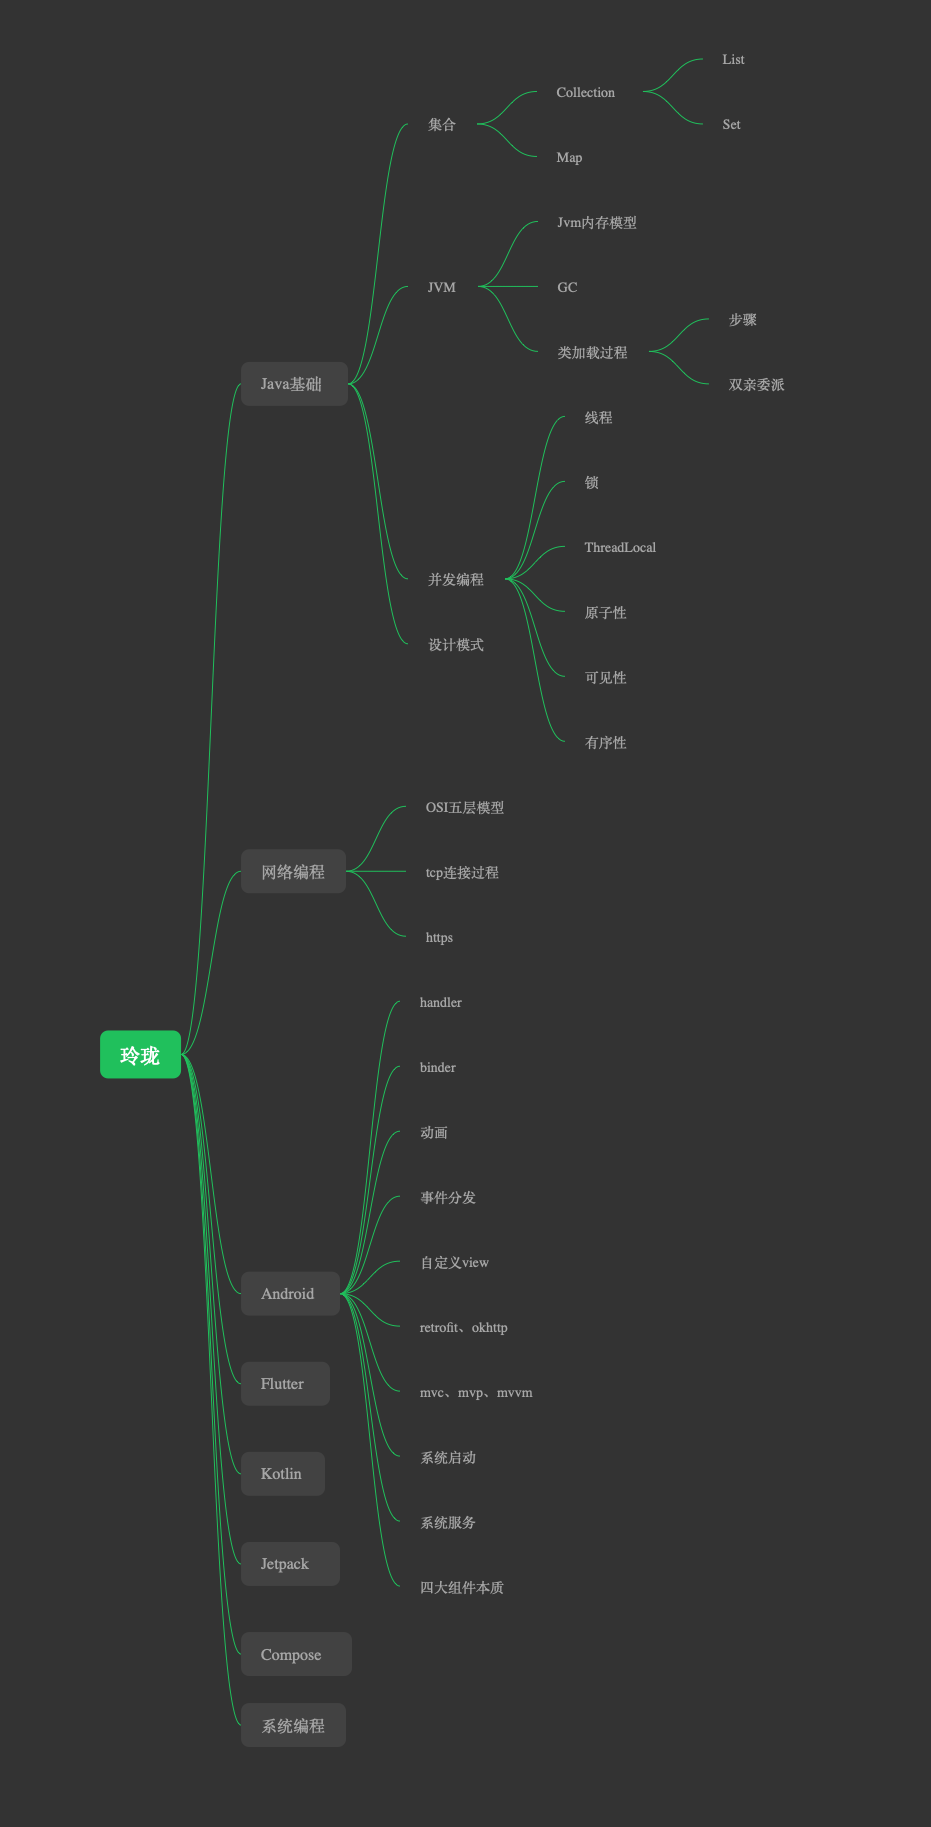 玲珑
Java基础
集合
Collection
List
Set
Map
JVM
Jvm内存模型
GC
类加载过程
步骤
双亲委派
并发编程
线程
锁
ThreadLocal
原子性
可见性
有序性
设计模式
网络编程
OSI五层模型
tcp连接过程
https
Android
handler
binder
动画
事件分发
自定义view
retrofit、okhttp
mvc、mvp、mvvm
系统启动
系统服务
四大组件本质
Flutter
Kotlin
Jetpack
Compose
系统编程